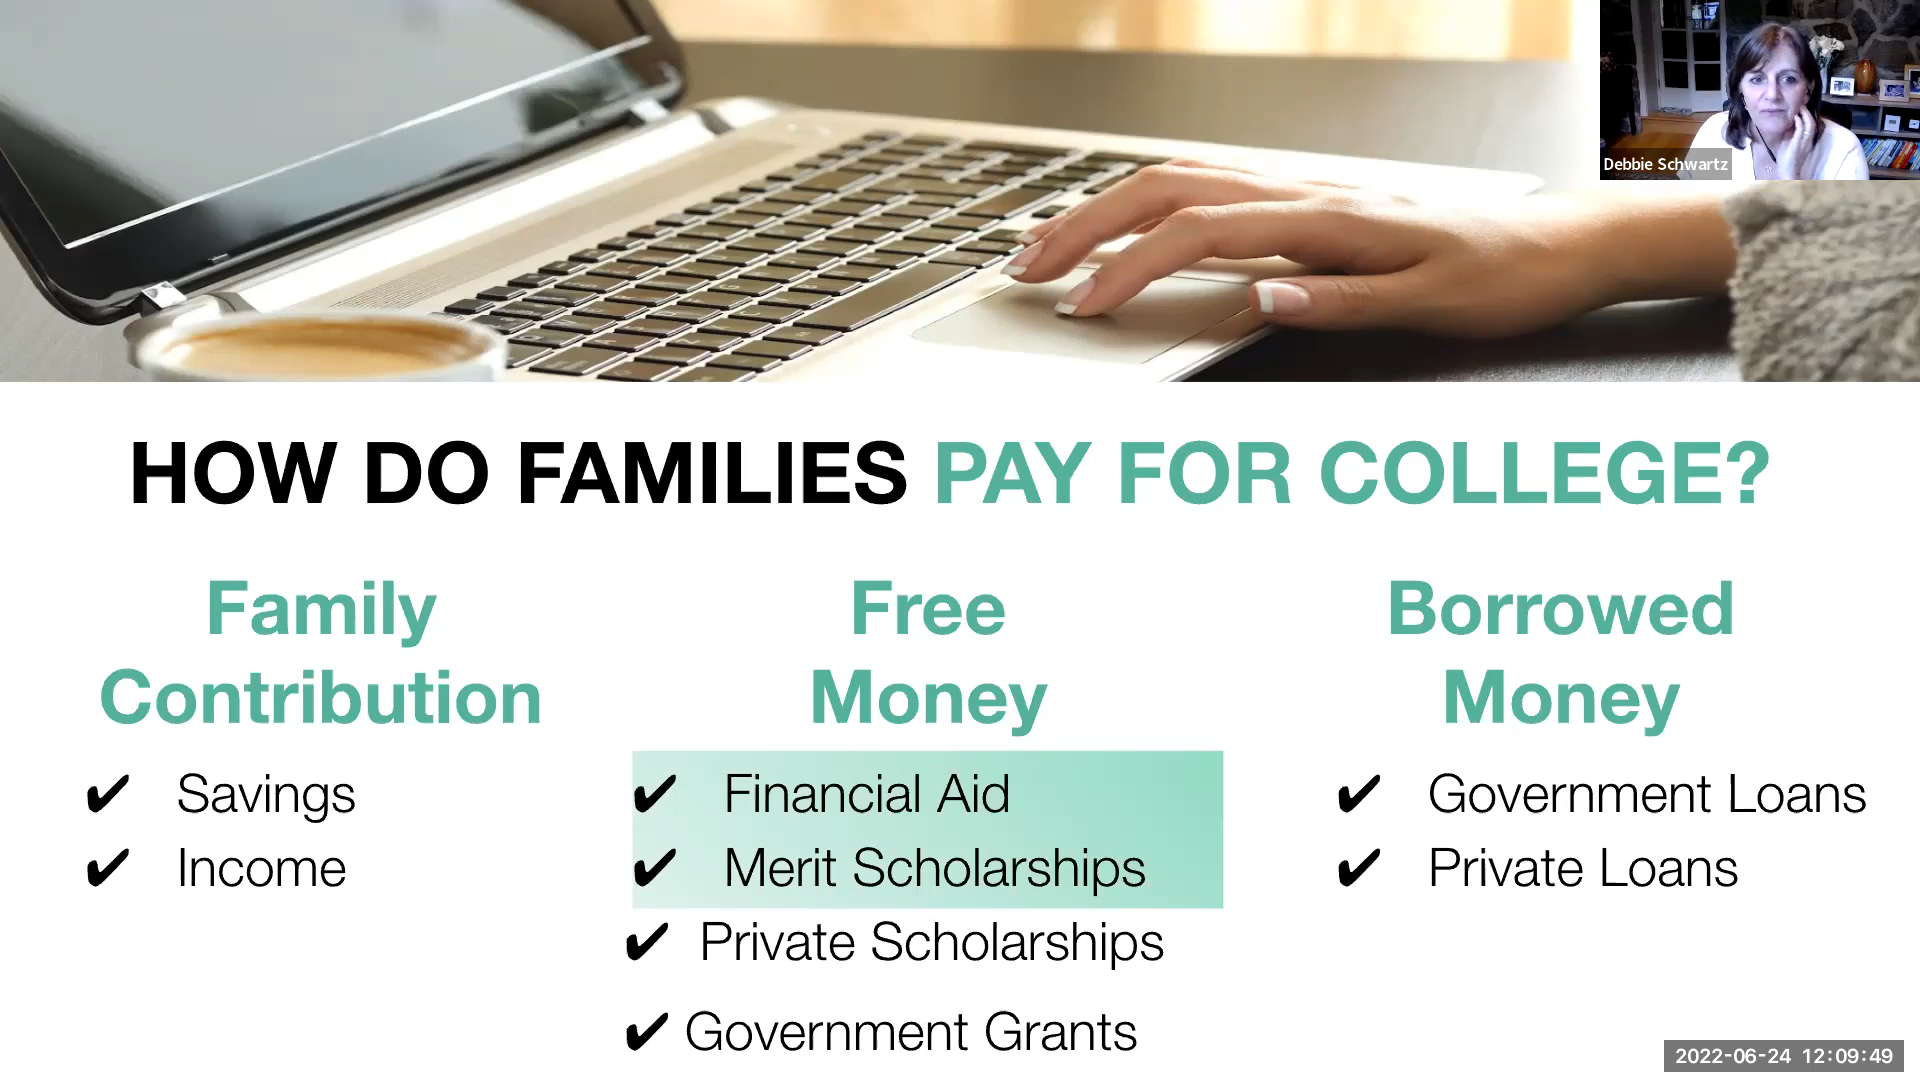 Debbie Schwartz
HOW DO FAMILIES PAY FOR COLLEGE?
Family
Contribution
✔ Savings
✔ Income
Free
Money
✔ Financial Aid
✔ Merit Scholarships
✔ Private Scholarships
✔ Government Grants
Borrowed
Money
✔ Government Loans
✔ Private Loans
2022-06-24 12:09:49